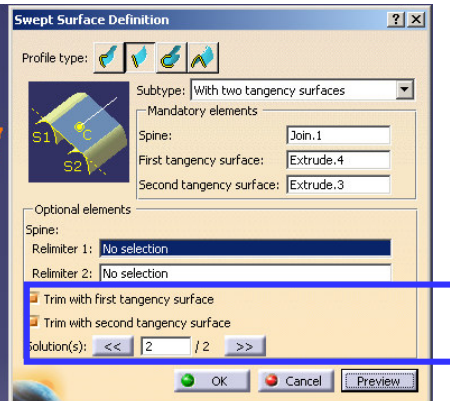 Swept Surface Definition
Profile type:
Subtype: With two tangency surfaces
Mandatory elements
Spine: Join.1
First tangency surface: Extrude.4
Second tangency surface: Extrude.3
S1 C
S2
Optional elements
Spine:
Relimiter 1: No selection
Relimiter 2: No selection
Trim with first tangency surface
Trim with second tangency surface
Solution(s): << 2 / 2 >>
OK Cancel Preview